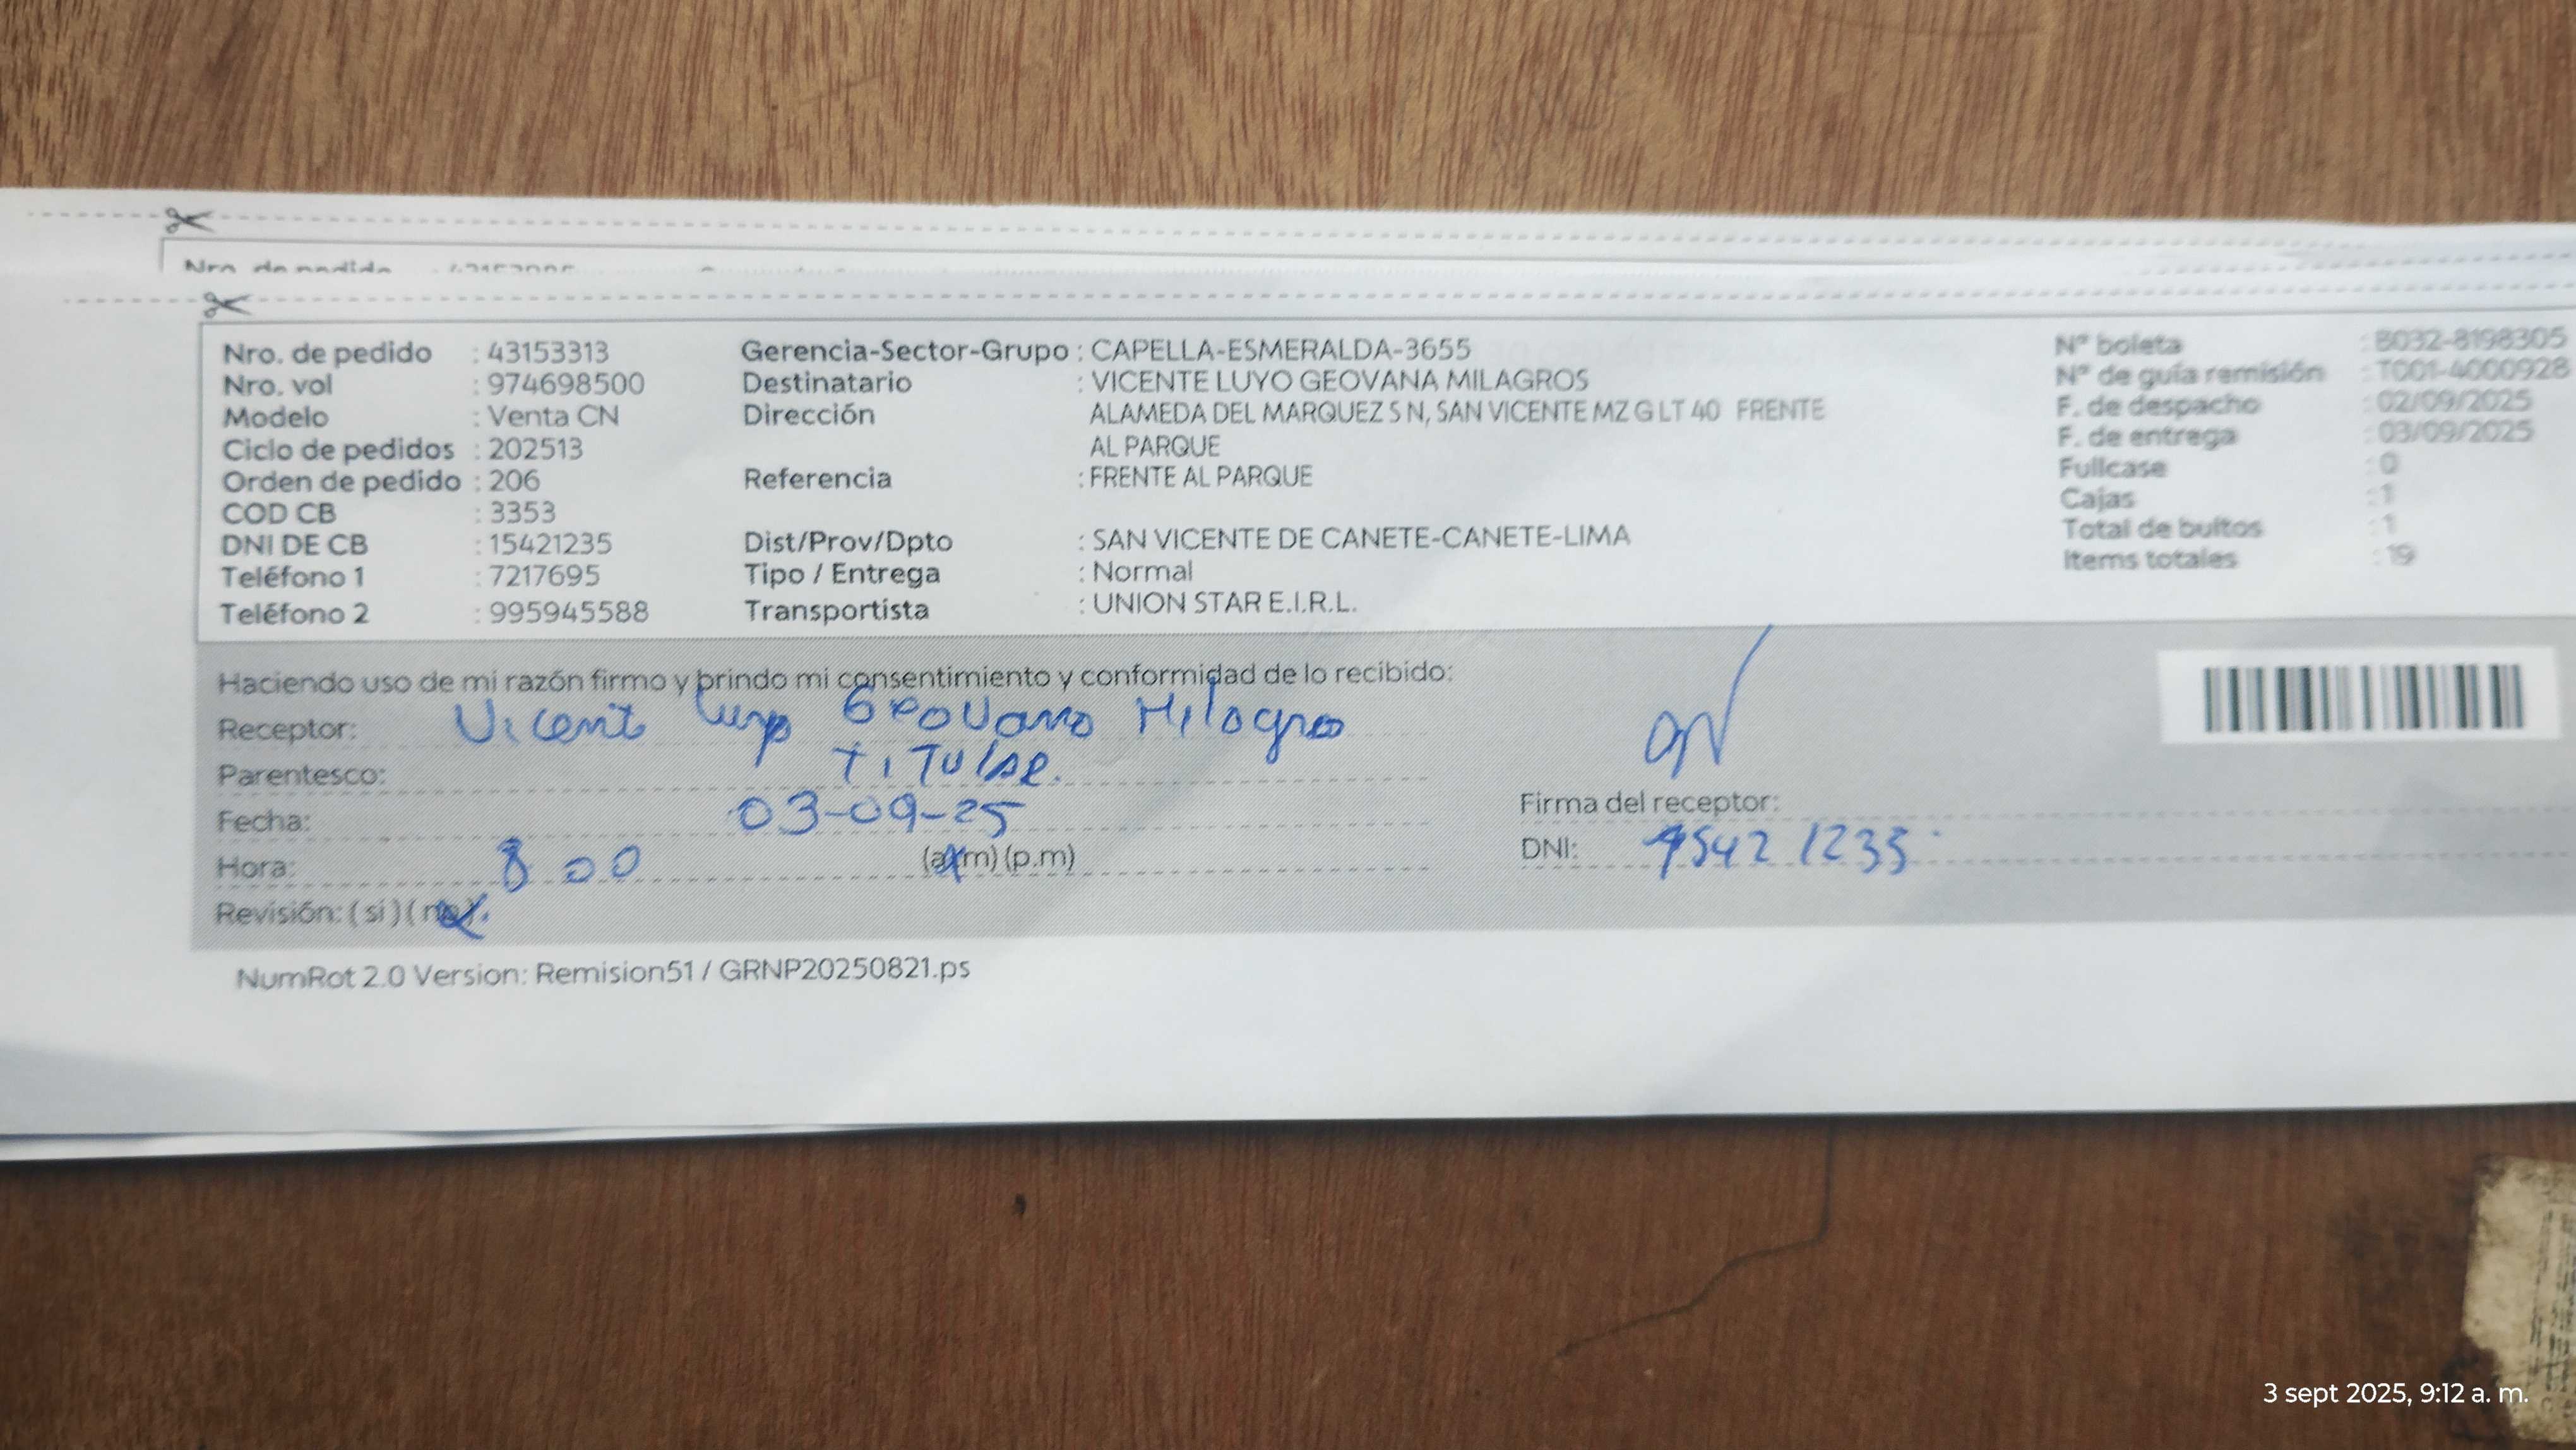 Nro. de pedido
Nro. de pedido : 43153313 Gerencia-Sector-Grupo : CAPELLA-ESMERALDA-3655 N° boleta : B032-8198305
Nro. vol : 974698500 Destinatario : VICENTE LUYO GEOVANA MILAGROS N° de guía remisión : T001-4000928
Modelo : Venta CN Dirección ALAMEDA DEL MARQUEZ S N, SAN VICENTE MZ G LT 40 FRENTE F. de despacho : 02/09/2025
Ciclo de pedidos : 202513 AL PARQUE F. de entrega : 03/09/2025
Orden de pedido : 206 Referencia : FRENTE AL PARQUE Fullcase : 0
COD CB : 3353 Cajas : 1
DNI DE CB : 15421235 Dist/Prov/Dpto : SAN VICENTE DE CANETE-CANETE-LIMA Total de bultos : 1
Teléfono 1 : 7217695 Tipo / Entrega : Normal Items totales : 19
Teléfono 2 : 995945588 Transportista : UNION STAR E.I.R.L.
Haciendo uso de mi razón firmo y brindo mi consentimiento y conformidad de lo recibido:
Receptor: Vicente Luyo Geovana Milagro
Parentesco: TiTULAR.
Fecha: 03-09-25 Firma del receptor:
Hora: 8 00 (a.m) (p.m) DNI: 15421235
Revisión: ( si ) ( no )
NumRot 2.0 Version: Remision51 / GRNP20250821.ps
3 sept 2025, 9:12 a. m.